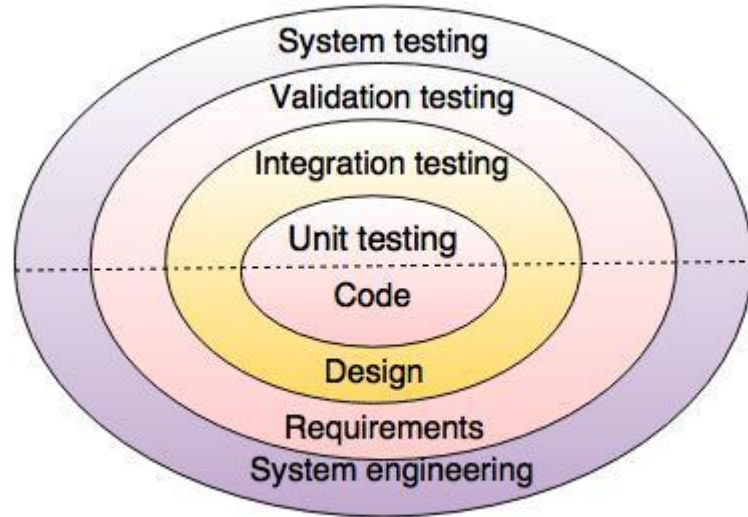 System testing
Validation testing
Integration testing
Unit testing
Code
Design
Requirements
System engineering